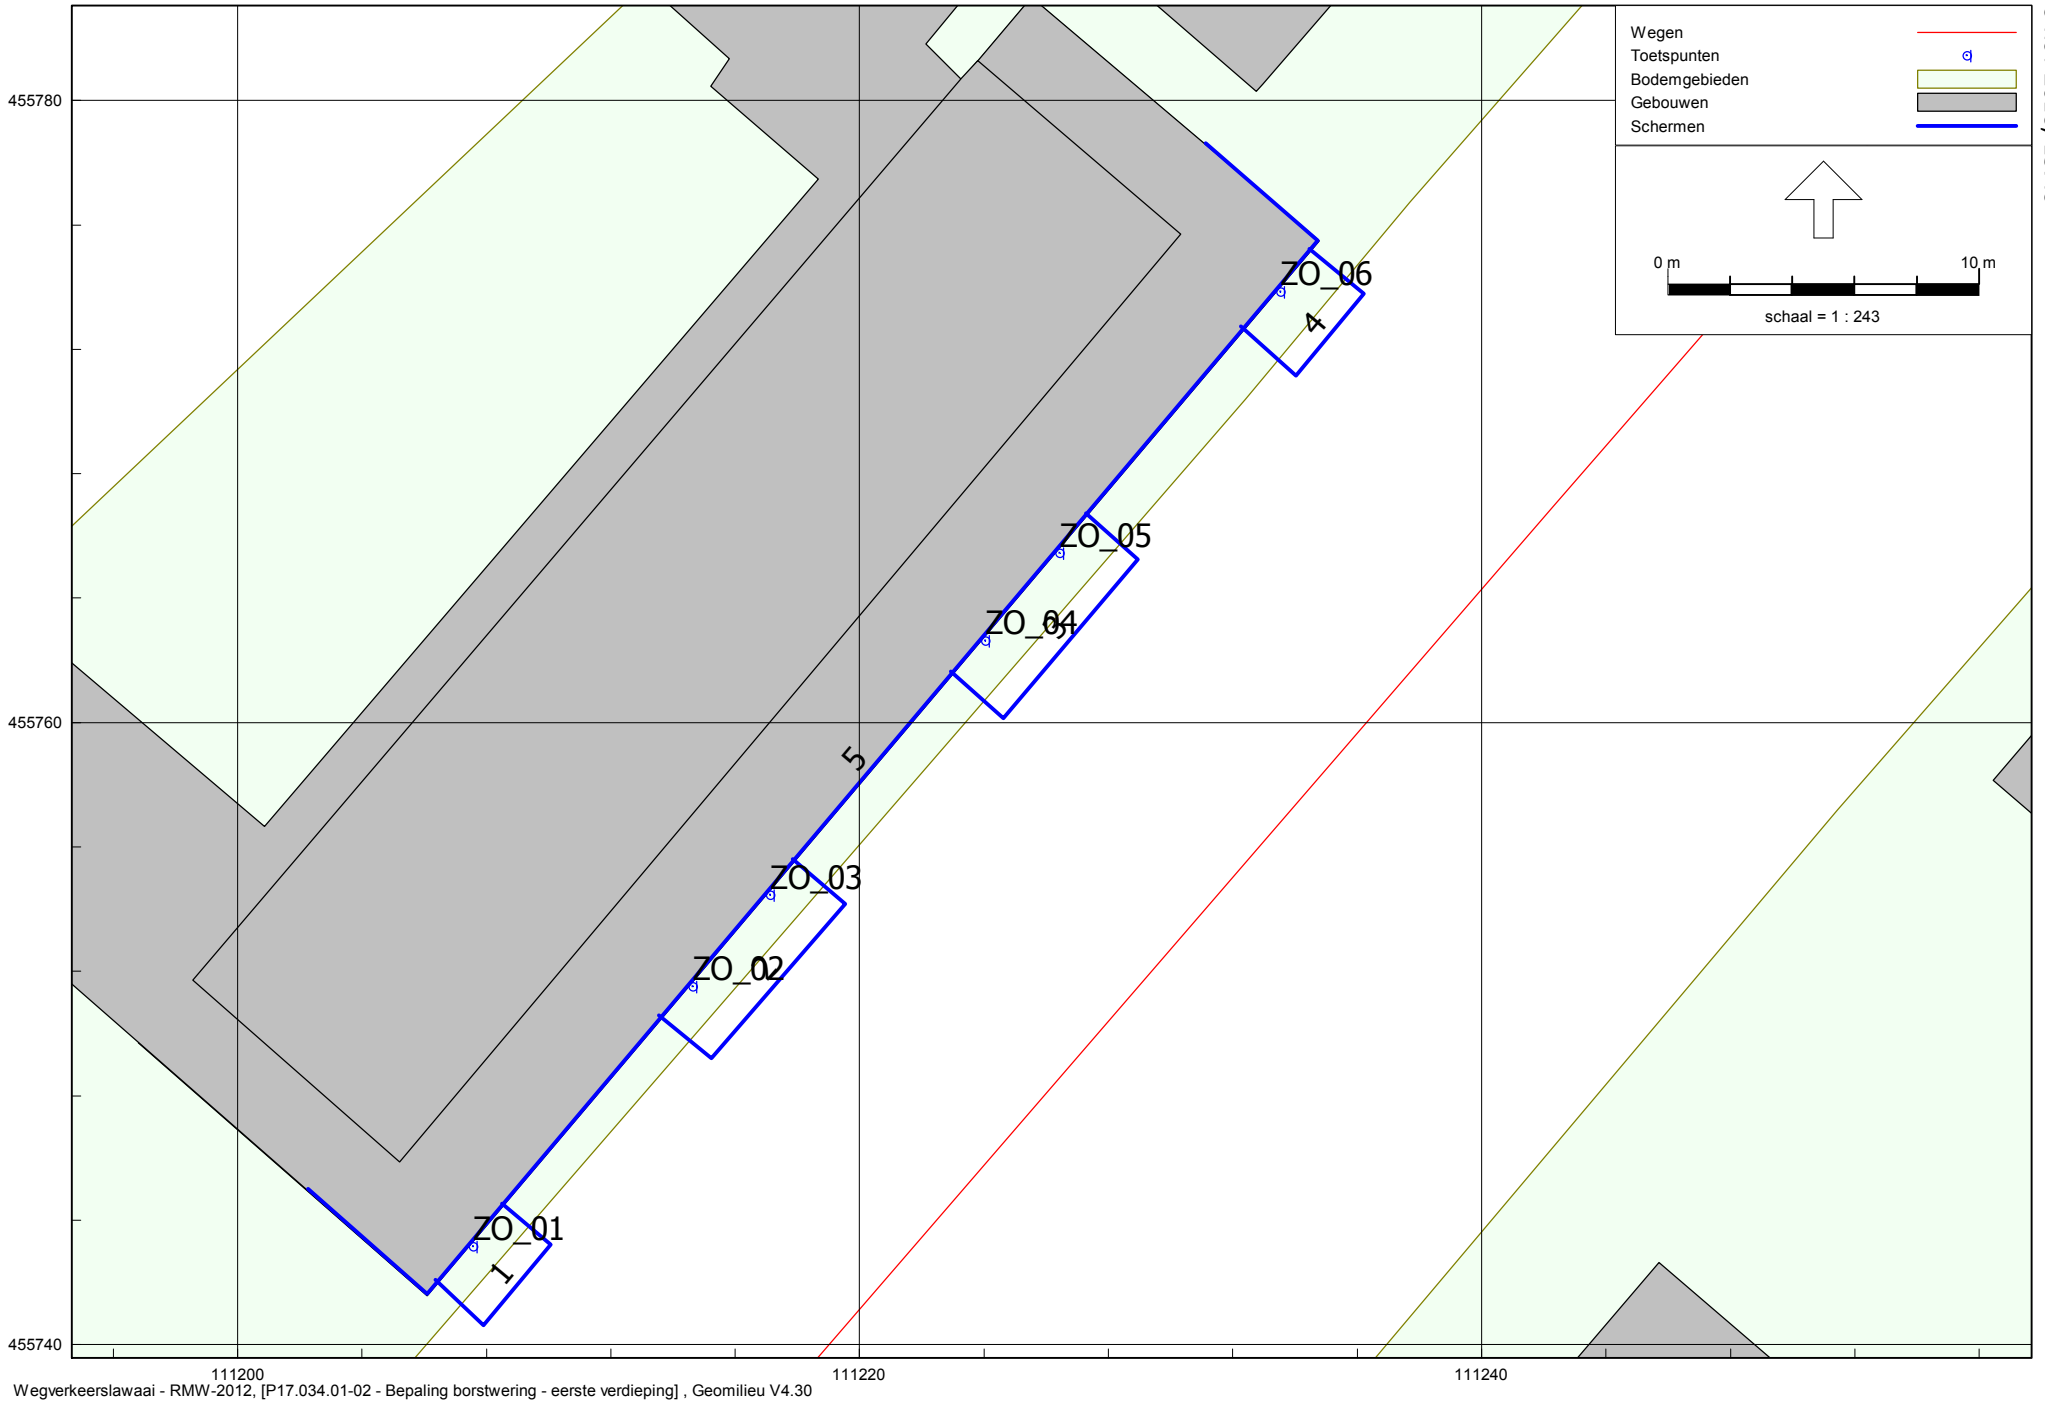 Wegen
Toetspunten
Bodemgebieden
Gebouwen
Schermen
0 m 10 m
schaal = 1 : 243
455780
455760
455740
111200 111220 111240
ZO_06
4
ZO_05
ZO_04
3
5
ZO_03
ZO_02
2
ZO_01
1
Wegverkeerslawaai - RMW-2012, [P17.034.01-02 - Bepaling borstwering - eerste verdieping] , Geomilieu V4.30